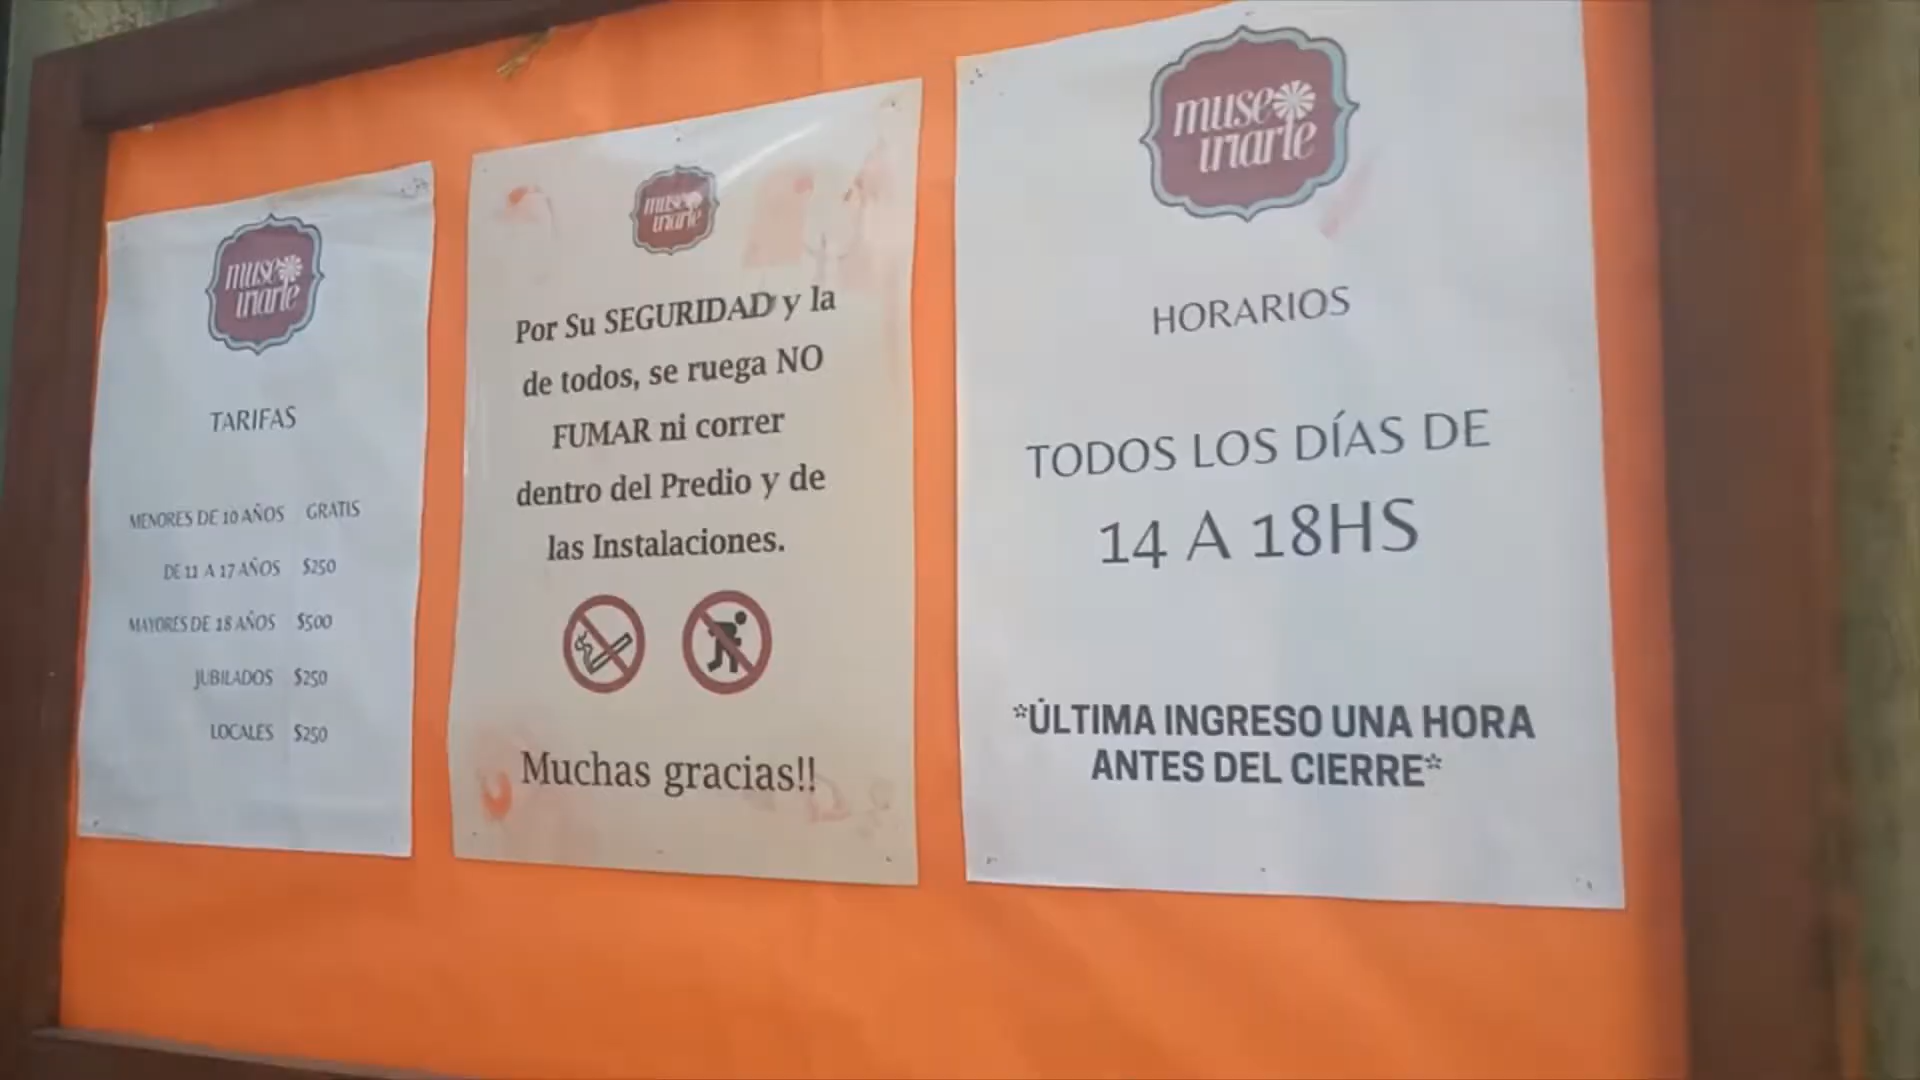 museo
uriarte
TARIFAS
MENORES DE 10 AÑOS GRATIS
DE 11 A 17 AÑOS $250
MAYORES DE 18 AÑOS $500
JUBILADOS $250
LOCALES $250
museo
uriarte
Por Su SEGURIDAD y la
de todos, se ruega NO
FUMAR ni correr
dentro del Predio y de
las Instalaciones.
Muchas gracias!!
museo
uriarte
HORARIOS
TODOS LOS DÍAS DE
14 A 18HS
*ÚLTIMA INGRESO UNA HORA
ANTES DEL CIERRE*